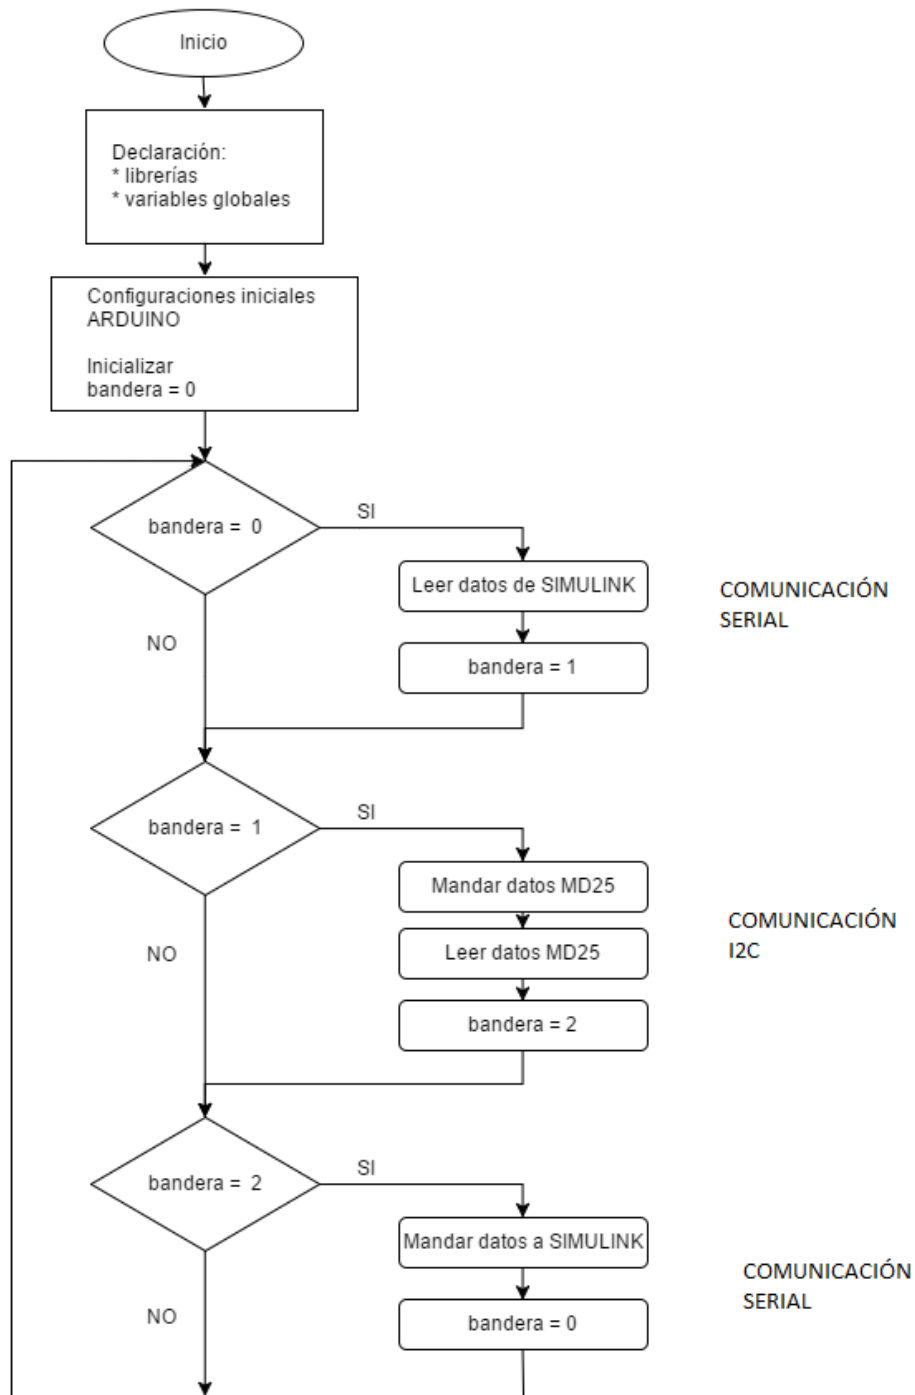 Inicio
Declaración:
* librerías
* variables globales
Configuraciones iniciales
ARDUINO
Inicializar
bandera = 0
bandera = 0
SI
Leer datos de SIMULINK
COMUNICACIÓN
SERIAL
NO
bandera = 1
bandera = 1
SI
Mandar datos MD25
COMUNICACIÓN
I2C
NO
Leer datos MD25
bandera = 2
bandera = 2
SI
Mandar datos a SIMULINK
COMUNICACIÓN
SERIAL
NO
bandera = 0